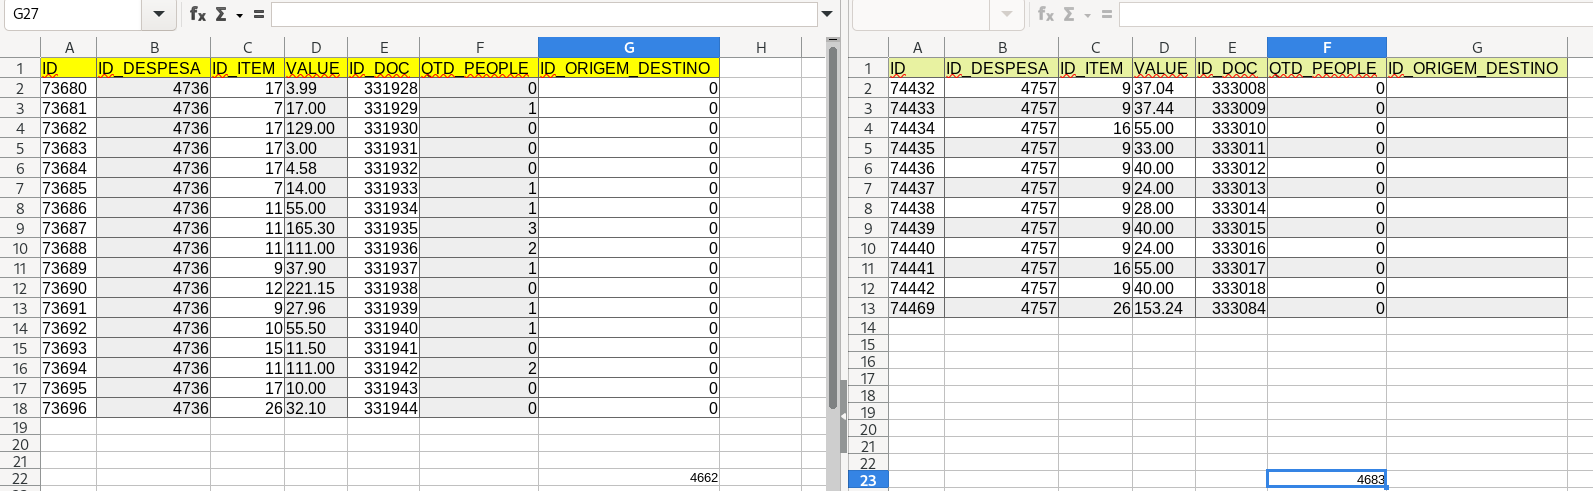 G27 fx Σ =
fx Σ =
A B C D E F G H
1 ID ID_DESPESA ID_ITEM VALUE ID_DOC QTD_PEOPLE ID_ORIGEM_DESTINO
2 73680 4736 17 3.99 331928 0 0
3 73681 4736 7 17.00 331929 1 0
4 73682 4736 17 129.00 331930 0 0
5 73683 4736 17 3.00 331931 0 0
6 73684 4736 17 4.58 331932 0 0
7 73685 4736 7 14.00 331933 1 0
8 73686 4736 11 55.00 331934 1 0
9 73687 4736 11 165.30 331935 3 0
10 73688 4736 11 111.00 331936 2 0
11 73689 4736 9 37.90 331937 1 0
12 73690 4736 12 221.15 331938 0 0
13 73691 4736 9 27.96 331939 1 0
14 73692 4736 10 55.50 331940 1 0
15 73693 4736 15 11.50 331941 0 0
16 73694 4736 11 111.00 331942 2 0
17 73695 4736 17 10.00 331943 0 0
18 73696 4736 26 32.10 331944 0 0
19
20
21
22 4662
A B C D E F G
1 ID ID_DESPESA ID_ITEM VALUE ID_DOC QTD_PEOPLE ID_ORIGEM_DESTINO
2 74432 4757 9 37.04 333008 0
3 74433 4757 9 37.44 333009 0
4 74434 4757 16 55.00 333010 0
5 74435 4757 9 33.00 333011 0
6 74436 4757 9 40.00 333012 0
7 74437 4757 9 24.00 333013 0
8 74438 4757 9 28.00 333014 0
9 74439 4757 9 40.00 333015 0
10 74440 4757 9 24.00 333016 0
11 74441 4757 16 55.00 333017 0
12 74442 4757 9 40.00 333018 0
13 74469 4757 26 153.24 333084 0
14
15
16
17
18
19
20
21
22
23 4683